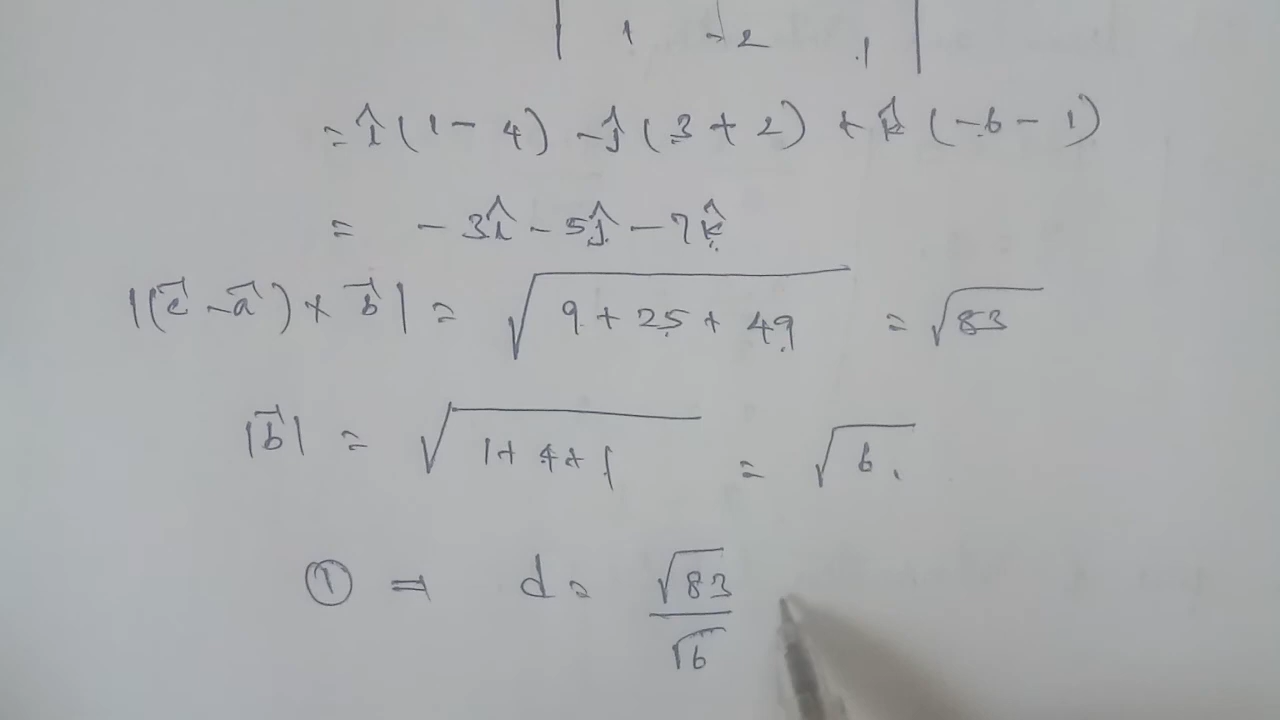 | 1 -2 1 |
= î (1 - 4) - ĵ (3 + 2) + k̂ (-6 - 1)
= - 3î - 5ĵ - 7k̂
|(c⃗ - a⃗) × b⃗| = √(9 + 25 + 49) = √83
|b⃗| = √(1 + 4 + 1) = √6.
① ⇒ d = √83 / √6